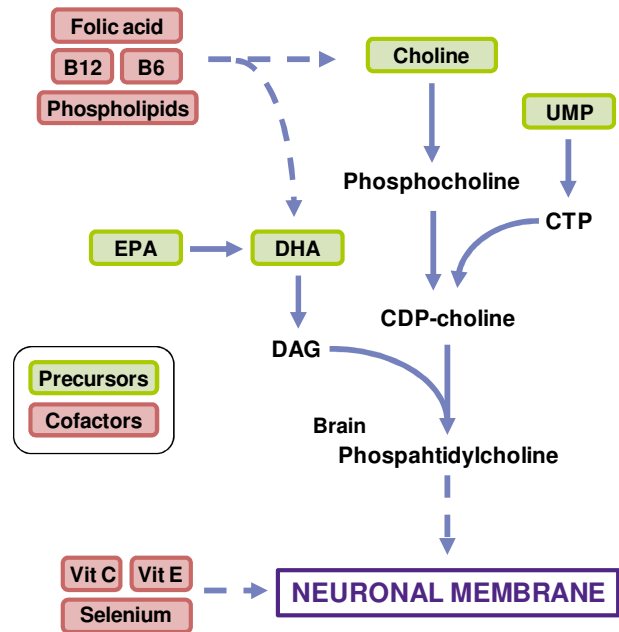 Folic acid
B12 B6
Phospholipids
Choline
UMP
Phosphocholine
CTP
EPA
DHA
CDP-choline
DAG
Precursors
Cofactors
Brain
Phospahtidylcholine
Vit C Vit E
Selenium
NEURONAL MEMBRANE